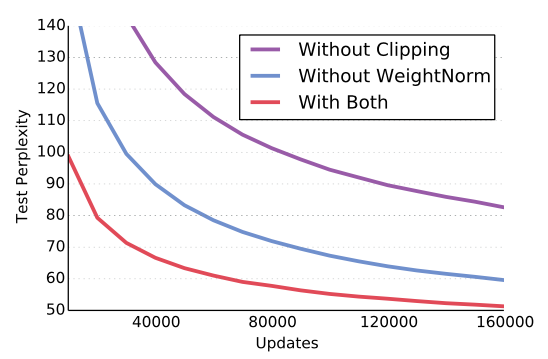 140
130
120
110
100
90
80
70
60
50
Test Perplexity
Without Clipping
Without WeightNorm
With Both
40000 80000 120000 160000
Updates